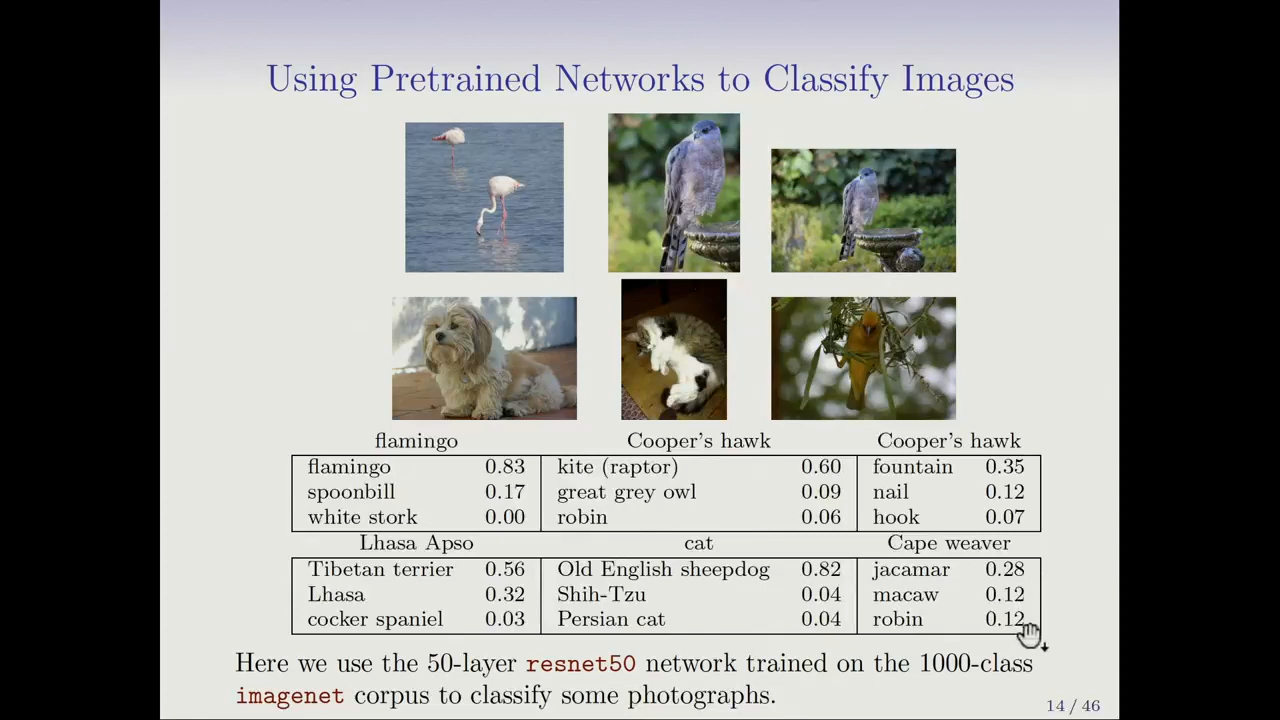 Using Pretrained Networks to Classify Images
flamingo Cooper's hawk Cooper's hawk
flamingo 0.83 kite (raptor) 0.60 fountain 0.35
spoonbill 0.17 great grey owl 0.09 nail 0.12
white stork 0.00 robin 0.06 hook 0.07
Lhasa Apso cat Cape weaver
Tibetan terrier 0.56 Old English sheepdog 0.82 jacamar 0.28
Lhasa 0.32 Shih-Tzu 0.04 macaw 0.12
cocker spaniel 0.03 Persian cat 0.04 robin 0.12
Here we use the 50-layer resnet50 network trained on the 1000-class
imagenet corpus to classify some photographs.
14 / 46